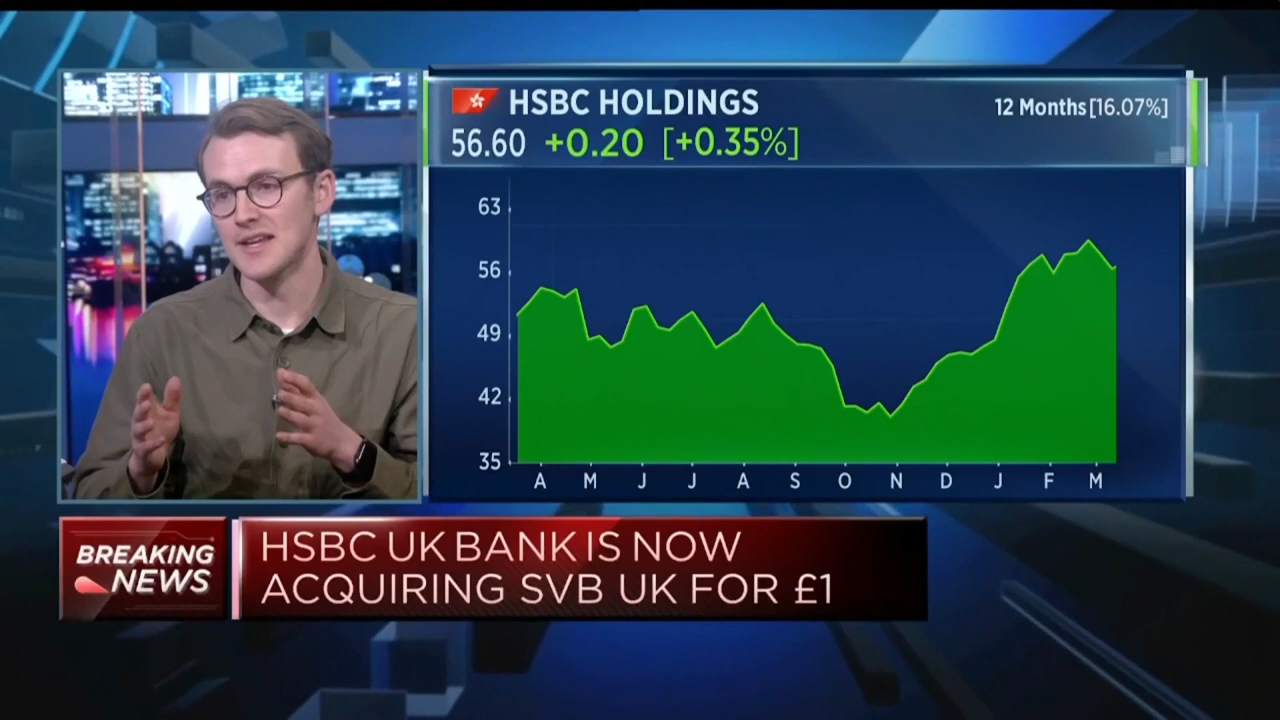 HSBC HOLDINGS
12 Months [16.07%]
56.60 +0.20 [+0.35%]
63
56
49
42
35
A M J J A S O N D J F M
BREAKING
NEWS
HSBC UK BANK IS NOW
ACQUIRING SVB UK FOR £1